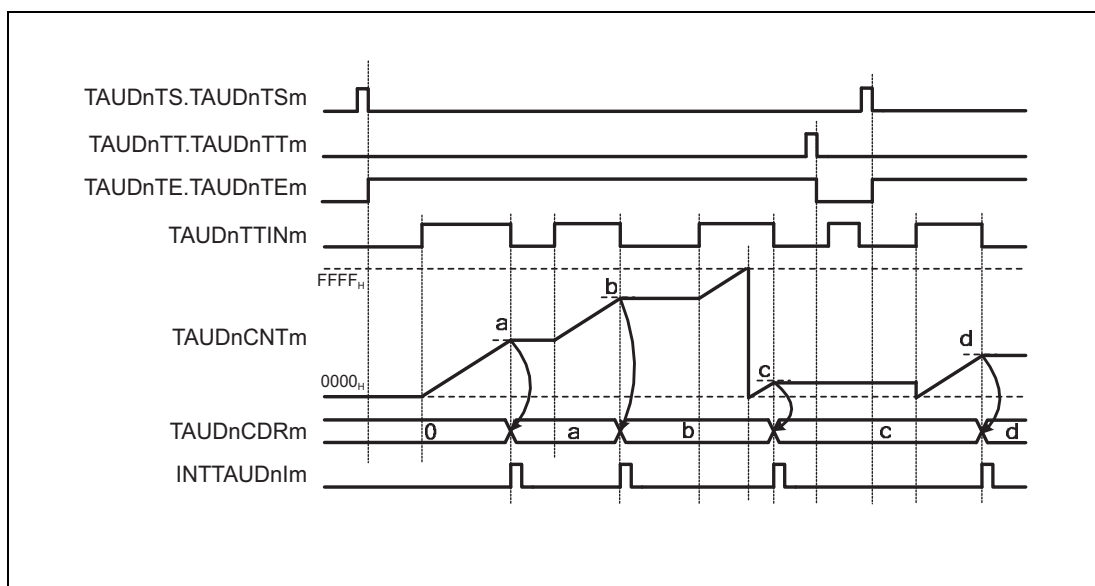 TAUDnTS.TAUDnTSm
TAUDnTT.TAUDnTTm
TAUDnTE.TAUDnTEm
TAUDnTTINm
FFFFH
TAUDnCNTm
a
b
c
d
0000H
TAUDnCDRm
0
a
b
c
d
INTTAUDnIm